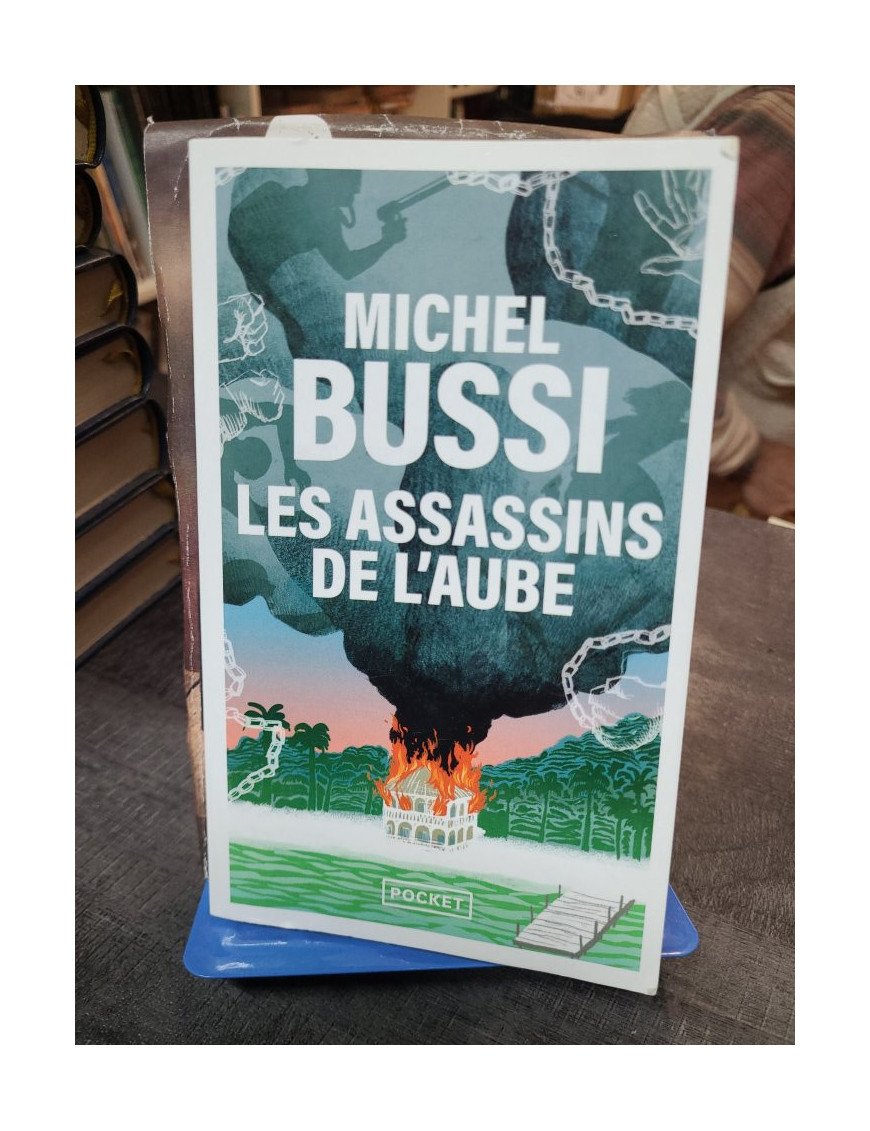 MICHEL
BUSSI
LES ASSASSINS
DE L'AUBE
POCKET